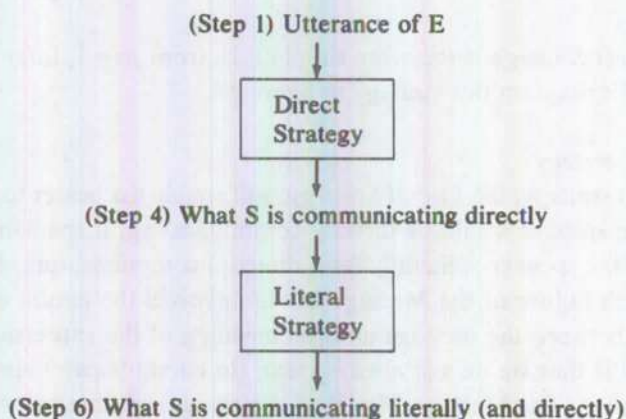 (Step 1) Utterance of E
Direct
Strategy
(Step 4) What S is communicating directly
Literal
Strategy
(Step 6) What S is communicating literally (and directly)